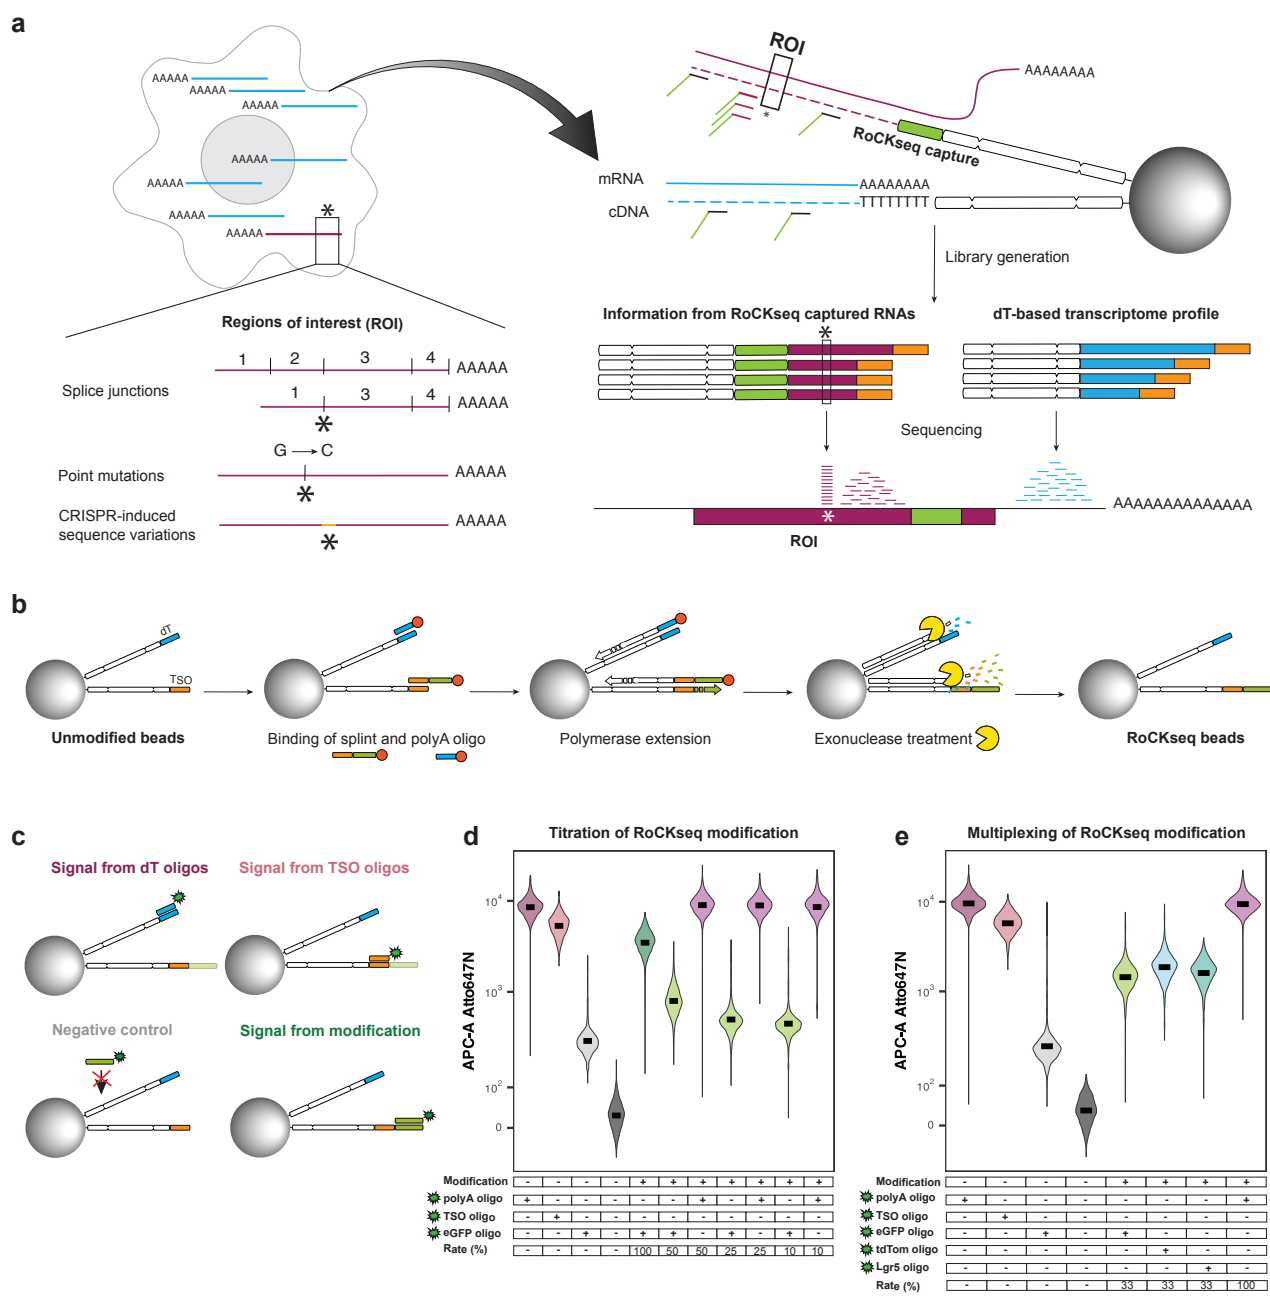 a
AAAAA
AAAAA
AAAAA
AAAAA
AAAAA
AAAAA
AAAAA
*
Regions of interest (ROI)
Splice junctions
1 2 3 4 AAAAA
1 3 4 AAAAA
*
G C
Point mutations
AAAAA
*
CRISPR-induced
sequence variations
AAAAA
*
ROI
AAAAAAAA
*
RoCKseq capture
mRNA
AAAAAAAA
cDNA
TTTTTTTT
Library generation
Information from RoCKseq captured RNAs
dT-based transcriptome profile
*
Sequencing
*
AAAAAAAAAAAAA
ROI
b
dT
TSO
Unmodified beads
Binding of splint and polyA oligo
Polymerase extension
Exonuclease treatment
RoCKseq beads
c
Signal from dT oligos
Signal from TSO oligos
Negative control
Signal from modification
d
Titration of RoCKseq modification
APC-A Atto647N
10⁴
10³
10²
0
Modification - - - - + + + + + + +
polyA oligo + - - - - - + - + - +
TSO oligo - + - - - - - - - - -
eGFP oligo - - + - + + - + - + -
Rate (%) - - - - 100 50 50 25 25 10 10
e
Multiplexing of RoCKseq modification
APC-A Atto647N
10⁴
10³
10²
0
Modification - - - - + + + +
polyA oligo + - - - - - - +
TSO oligo - + - - - - - -
eGFP oligo - - + - + - - -
tdTom oligo - - - - - + - -
Lgr5 oligo - - - - - - + -
Rate (%) - - - - 33 33 33 100